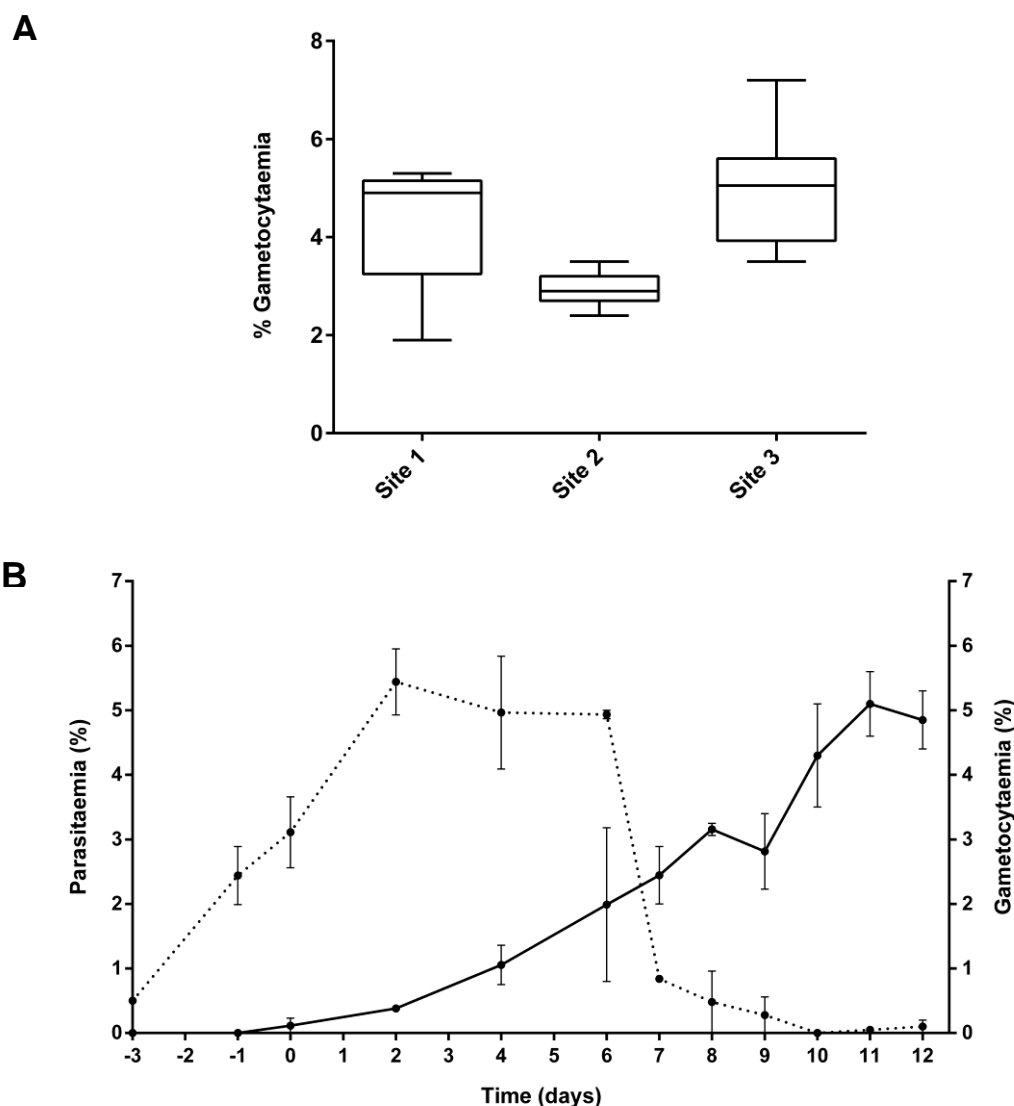 A
8
6
4
2
0
% Gametocytaemia
Site 1 Site 2 Site 3
B
7 7
6 6
5 5
4 4
3 3
2 2
1 1
0 0
Parasitaemia (%)
Gametocytaemia (%)
-3 -2 -1 0 1 2 3 4 5 6 7 8 9 10 11 12
Time (days)